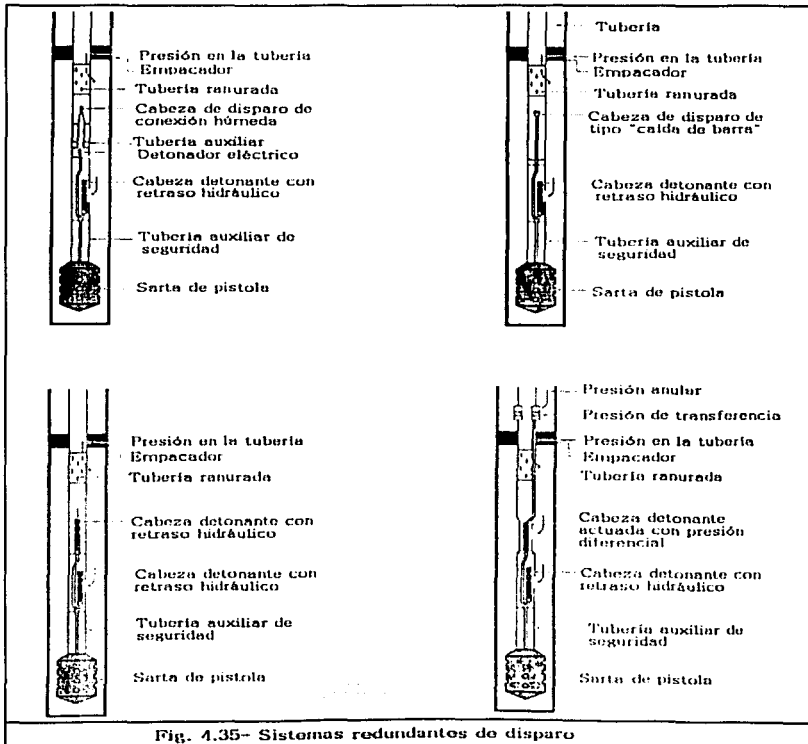 Presión en la tubería
Empacador
Tubería ranurada
Cabeza de disparo de
conexión húmeda
Tubería auxiliar
Detonador eléctrico
Cabeza detonante con
retraso hidráulico
Tubería auxiliar de
seguridad
Sarta de pistola
Tubería
Presión en la tubería
Empacador
Tubería ranurada
Cabeza de disparo de
tipo "caída de barra"
Cabeza detonante con
retraso hidráulico
Tubería auxiliar de
seguridad
Sarta de pistola
Presión en la tubería
Empacador
Tubería ranurada
Cabeza detonante con
retraso hidráulico
Cabeza detonante con
retraso hidráulico
Tubería auxiliar de
seguridad
Sarta de pistola
Presión anular
Presión de transferencia
Presión en la tubería
Empacador
Tubería ranurada
Cabeza detonante
actuada con presión
diferencial
Cabeza detonante con
retraso hidráulico
Tubería auxiliar de
seguridad
Sarta de pistola
Fig. 4.35- Sistemas redundantes de disparo